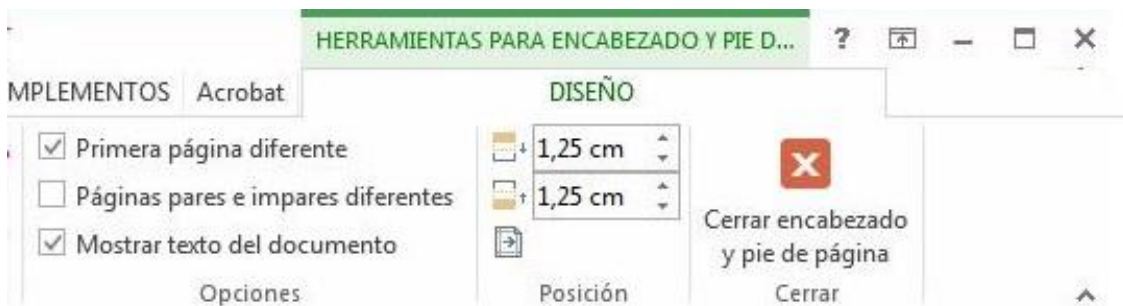 HERRAMIENTAS PARA ENCABEZADO Y PIE D... ?
MPLEMENTOS Acrobat DISEÑO
Primera página diferente 1,25 cm
Páginas pares e impares diferentes 1,25 cm
Mostrar texto del documento
Cerrar encabezado
y pie de página
Opciones Posición Cerrar